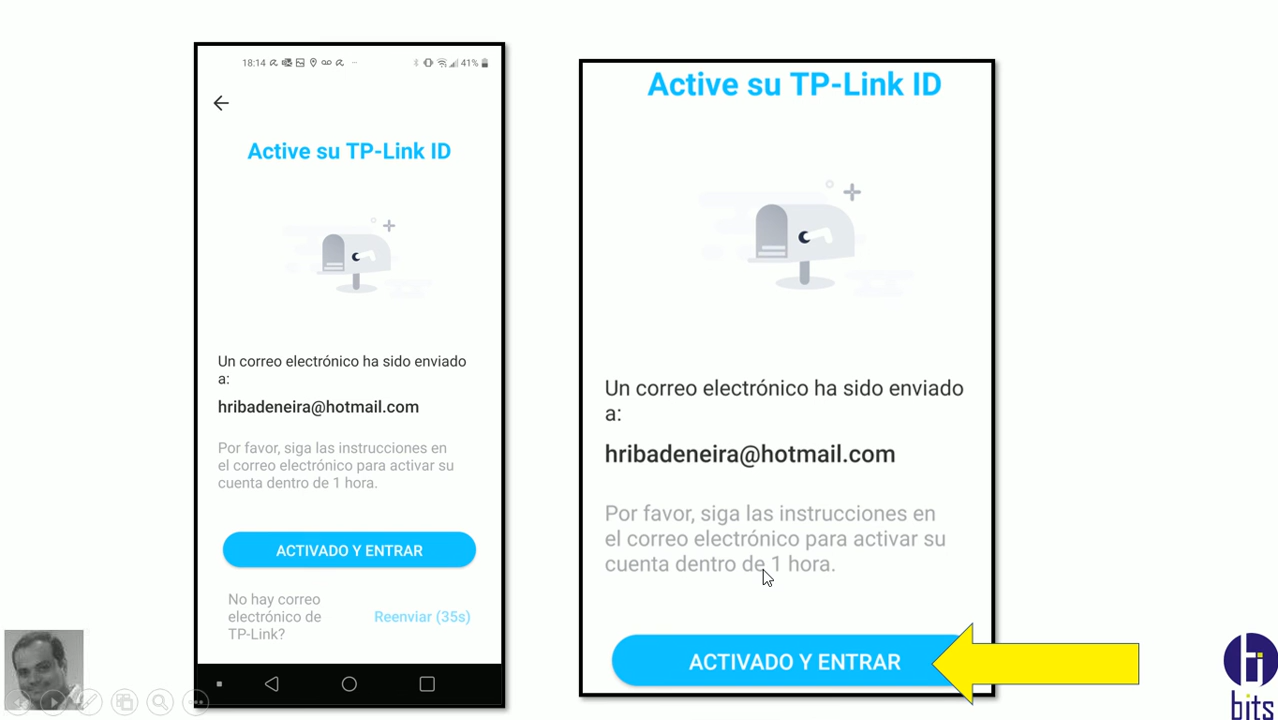 18:14
41%
Active su TP-Link ID
Un correo electrónico ha sido enviado
a:
hribadeneira@hotmail.com
Por favor, siga las instrucciones en
el correo electrónico para activar su
cuenta dentro de 1 hora.
ACTIVADO Y ENTRAR
No hay correo
electrónico de
TP-Link?
Reenviar (35s)
Active su TP-Link ID
Un correo electrónico ha sido enviado
a:
hribadeneira@hotmail.com
Por favor, siga las instrucciones en
el correo electrónico para activar su
cuenta dentro de 1 hora.
ACTIVADO Y ENTRAR
bits